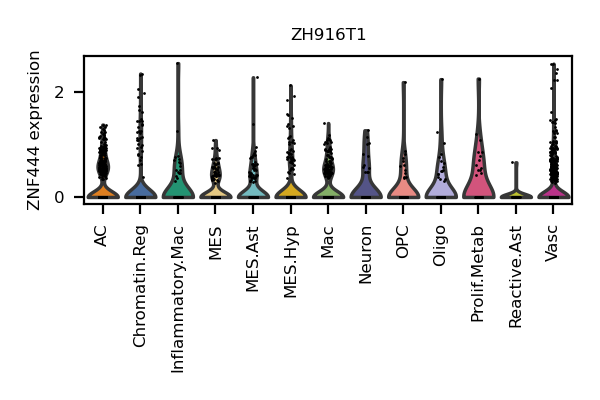 ZH916T1
ZNF444 expression
2
0
AC
Chromatin.Reg
Inflammatory.Mac
MES
MES.Ast
MES.Hyp
Mac
Neuron
OPC
Oligo
Prolif.Metab
Reactive.Ast
Vasc